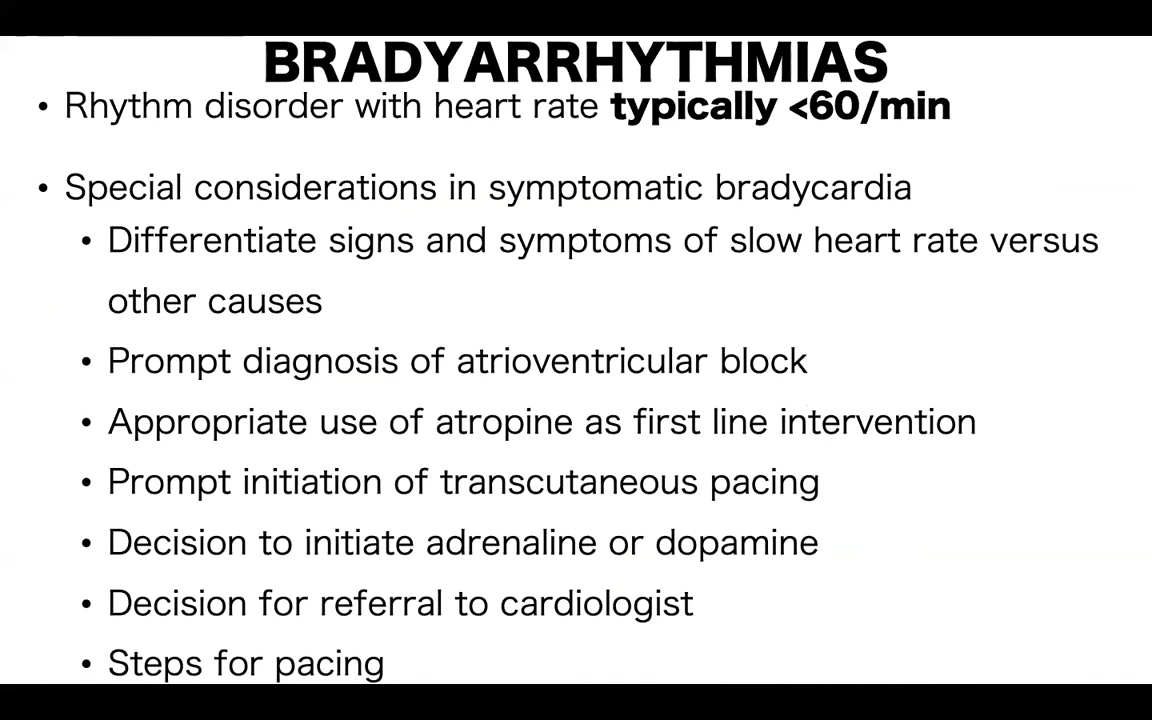 BRADYARRHYTHMIAS
• Rhythm disorder with heart rate typically <60/min
• Special considerations in symptomatic bradycardia
• Differentiate signs and symptoms of slow heart rate versus
other causes
• Prompt diagnosis of atrioventricular block
• Appropriate use of atropine as first line intervention
• Prompt initiation of transcutaneous pacing
• Decision to initiate adrenaline or dopamine
• Decision for referral to cardiologist
• Steps for pacing